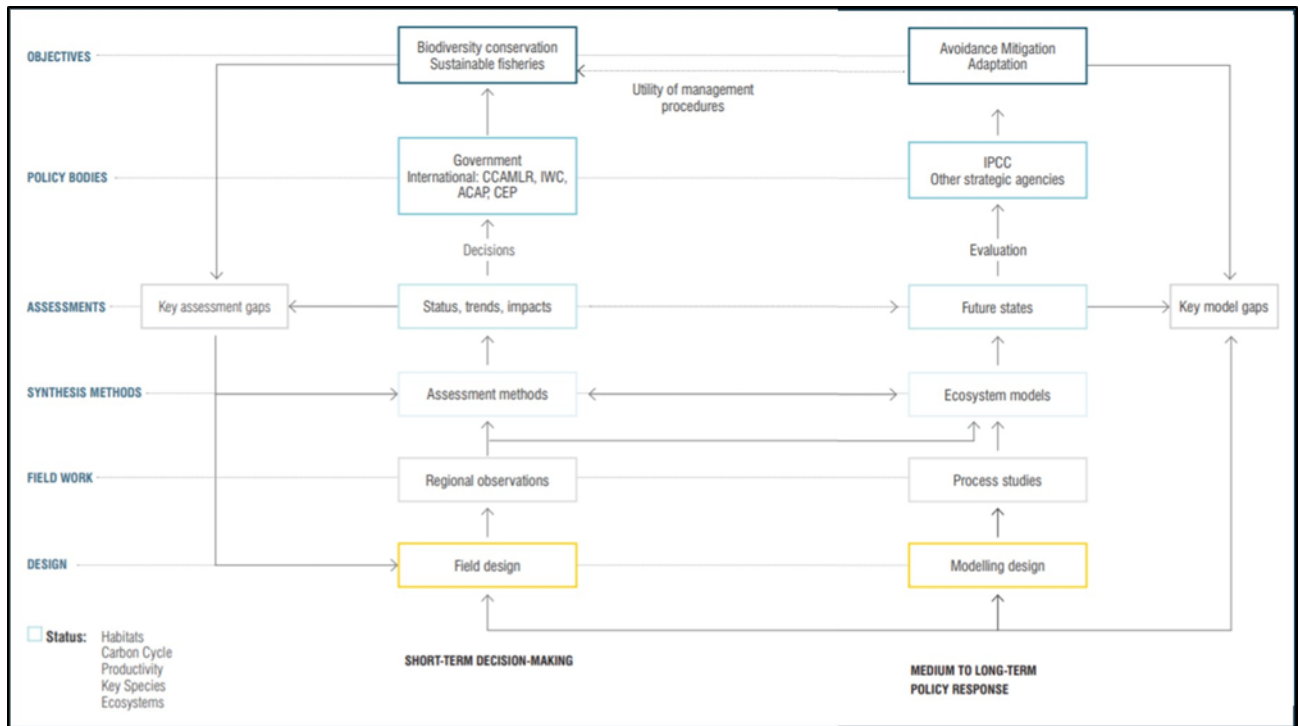 OBJECTIVES
Biodiversity conservation
Sustainable fisheries
Avoidance Mitigation
Adaptation
Utility of management
procedures
POLICY BODIES
Government
International: CCAMLR, IWC,
ACAP, CEP
IPCC
Other strategic agencies
Decisions
Evaluation
ASSESSMENTS
Key assessment gaps
Status, trends, impacts
Future states
Key model gaps
SYNTHESIS METHODS
Assessment methods
Ecosystem models
FIELD WORK
Regional observations
Process studies
DESIGN
Field design
Modelling design
Status: Habitats
Carbon Cycle
Productivity
Key Species
Ecosystems
SHORT-TERM DECISION-MAKING
MEDIUM TO LONG-TERM
POLICY RESPONSE